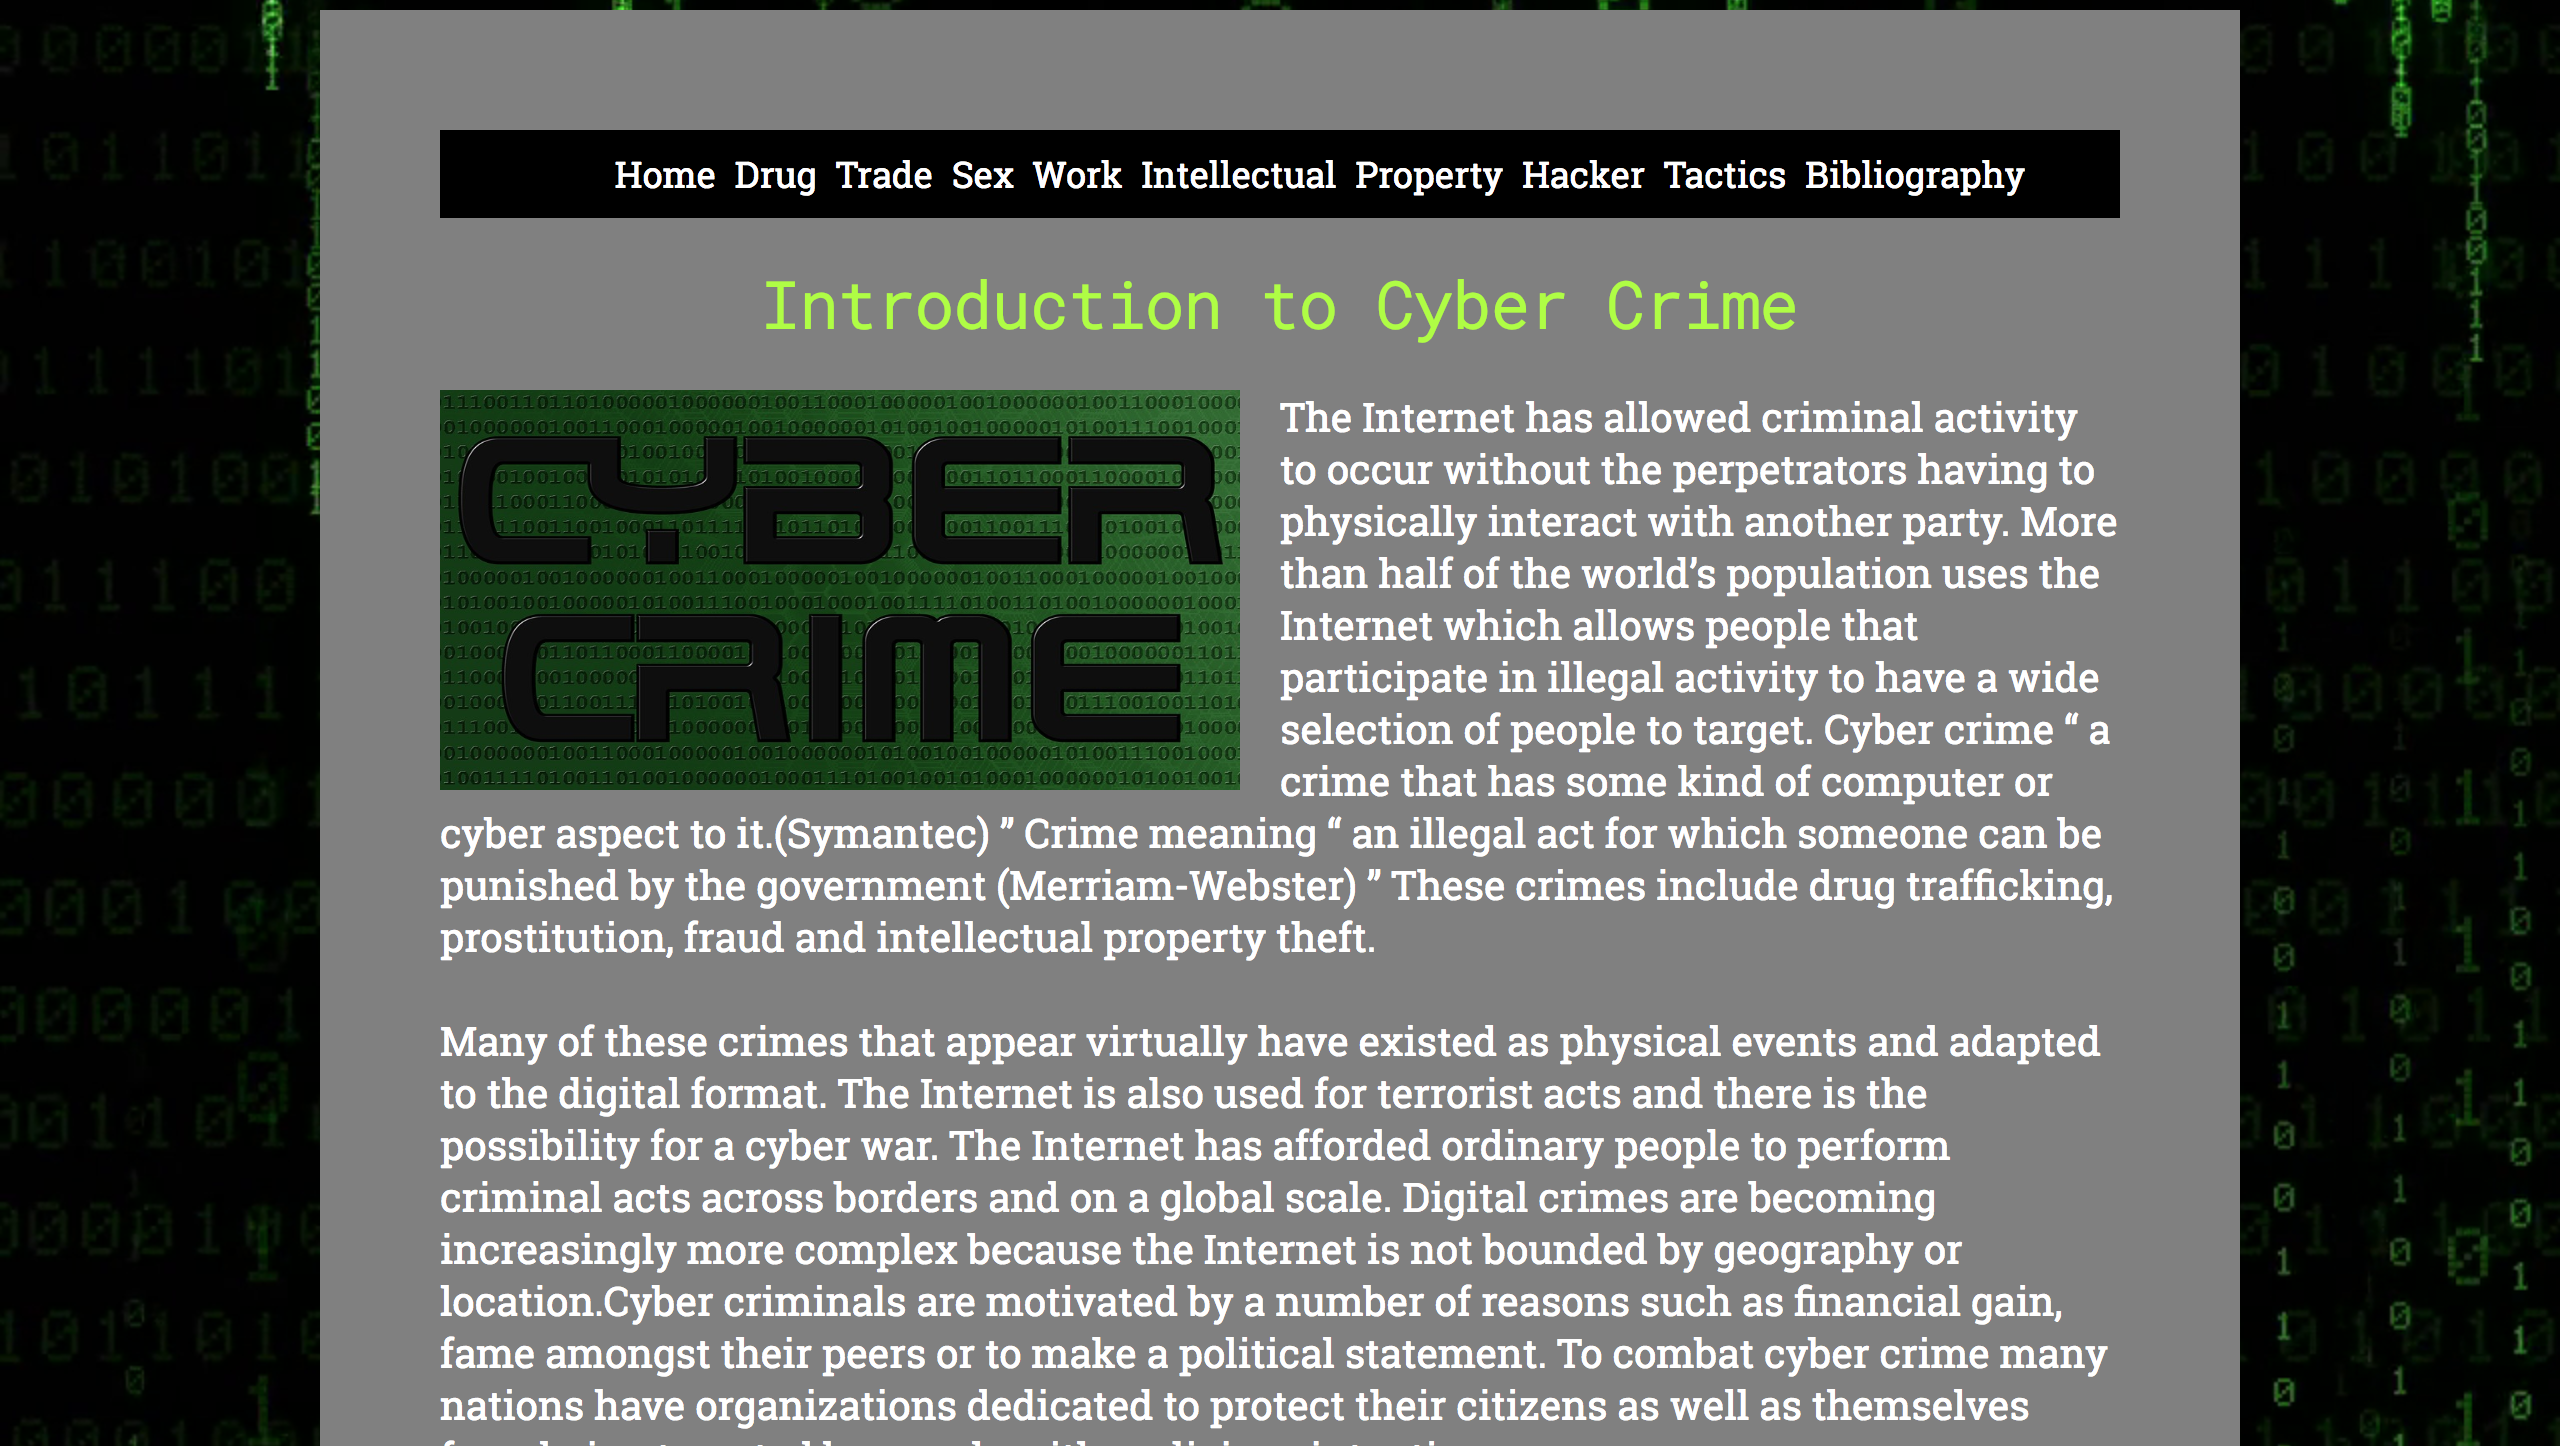 Home Drug Trade Sex Work Intellectual Property Hacker Tactics Bibliography
Introduction to Cyber Crime
CYBER
CRIME
The Internet has allowed criminal activity
to occur without the perpetrators having to
physically interact with another party. More
than half of the world’s population uses the
Internet which allows people that
participate in illegal activity to have a wide
selection of people to target. Cyber crime “ a
crime that has some kind of computer or
cyber aspect to it.(Symantec) ” Crime meaning “ an illegal act for which someone can be
punished by the government (Merriam-Webster) ” These crimes include drug trafficking,
prostitution, fraud and intellectual property theft.
Many of these crimes that appear virtually have existed as physical events and adapted
to the digital format. The Internet is also used for terrorist acts and there is the
possibility for a cyber war. The Internet has afforded ordinary people to perform
criminal acts across borders and on a global scale. Digital crimes are becoming
increasingly more complex because the Internet is not bounded by geography or
location.Cyber criminals are motivated by a number of reasons such as financial gain,
fame amongst their peers or to make a political statement. To combat cyber crime many
nations have organizations dedicated to protect their citizens as well as themselves